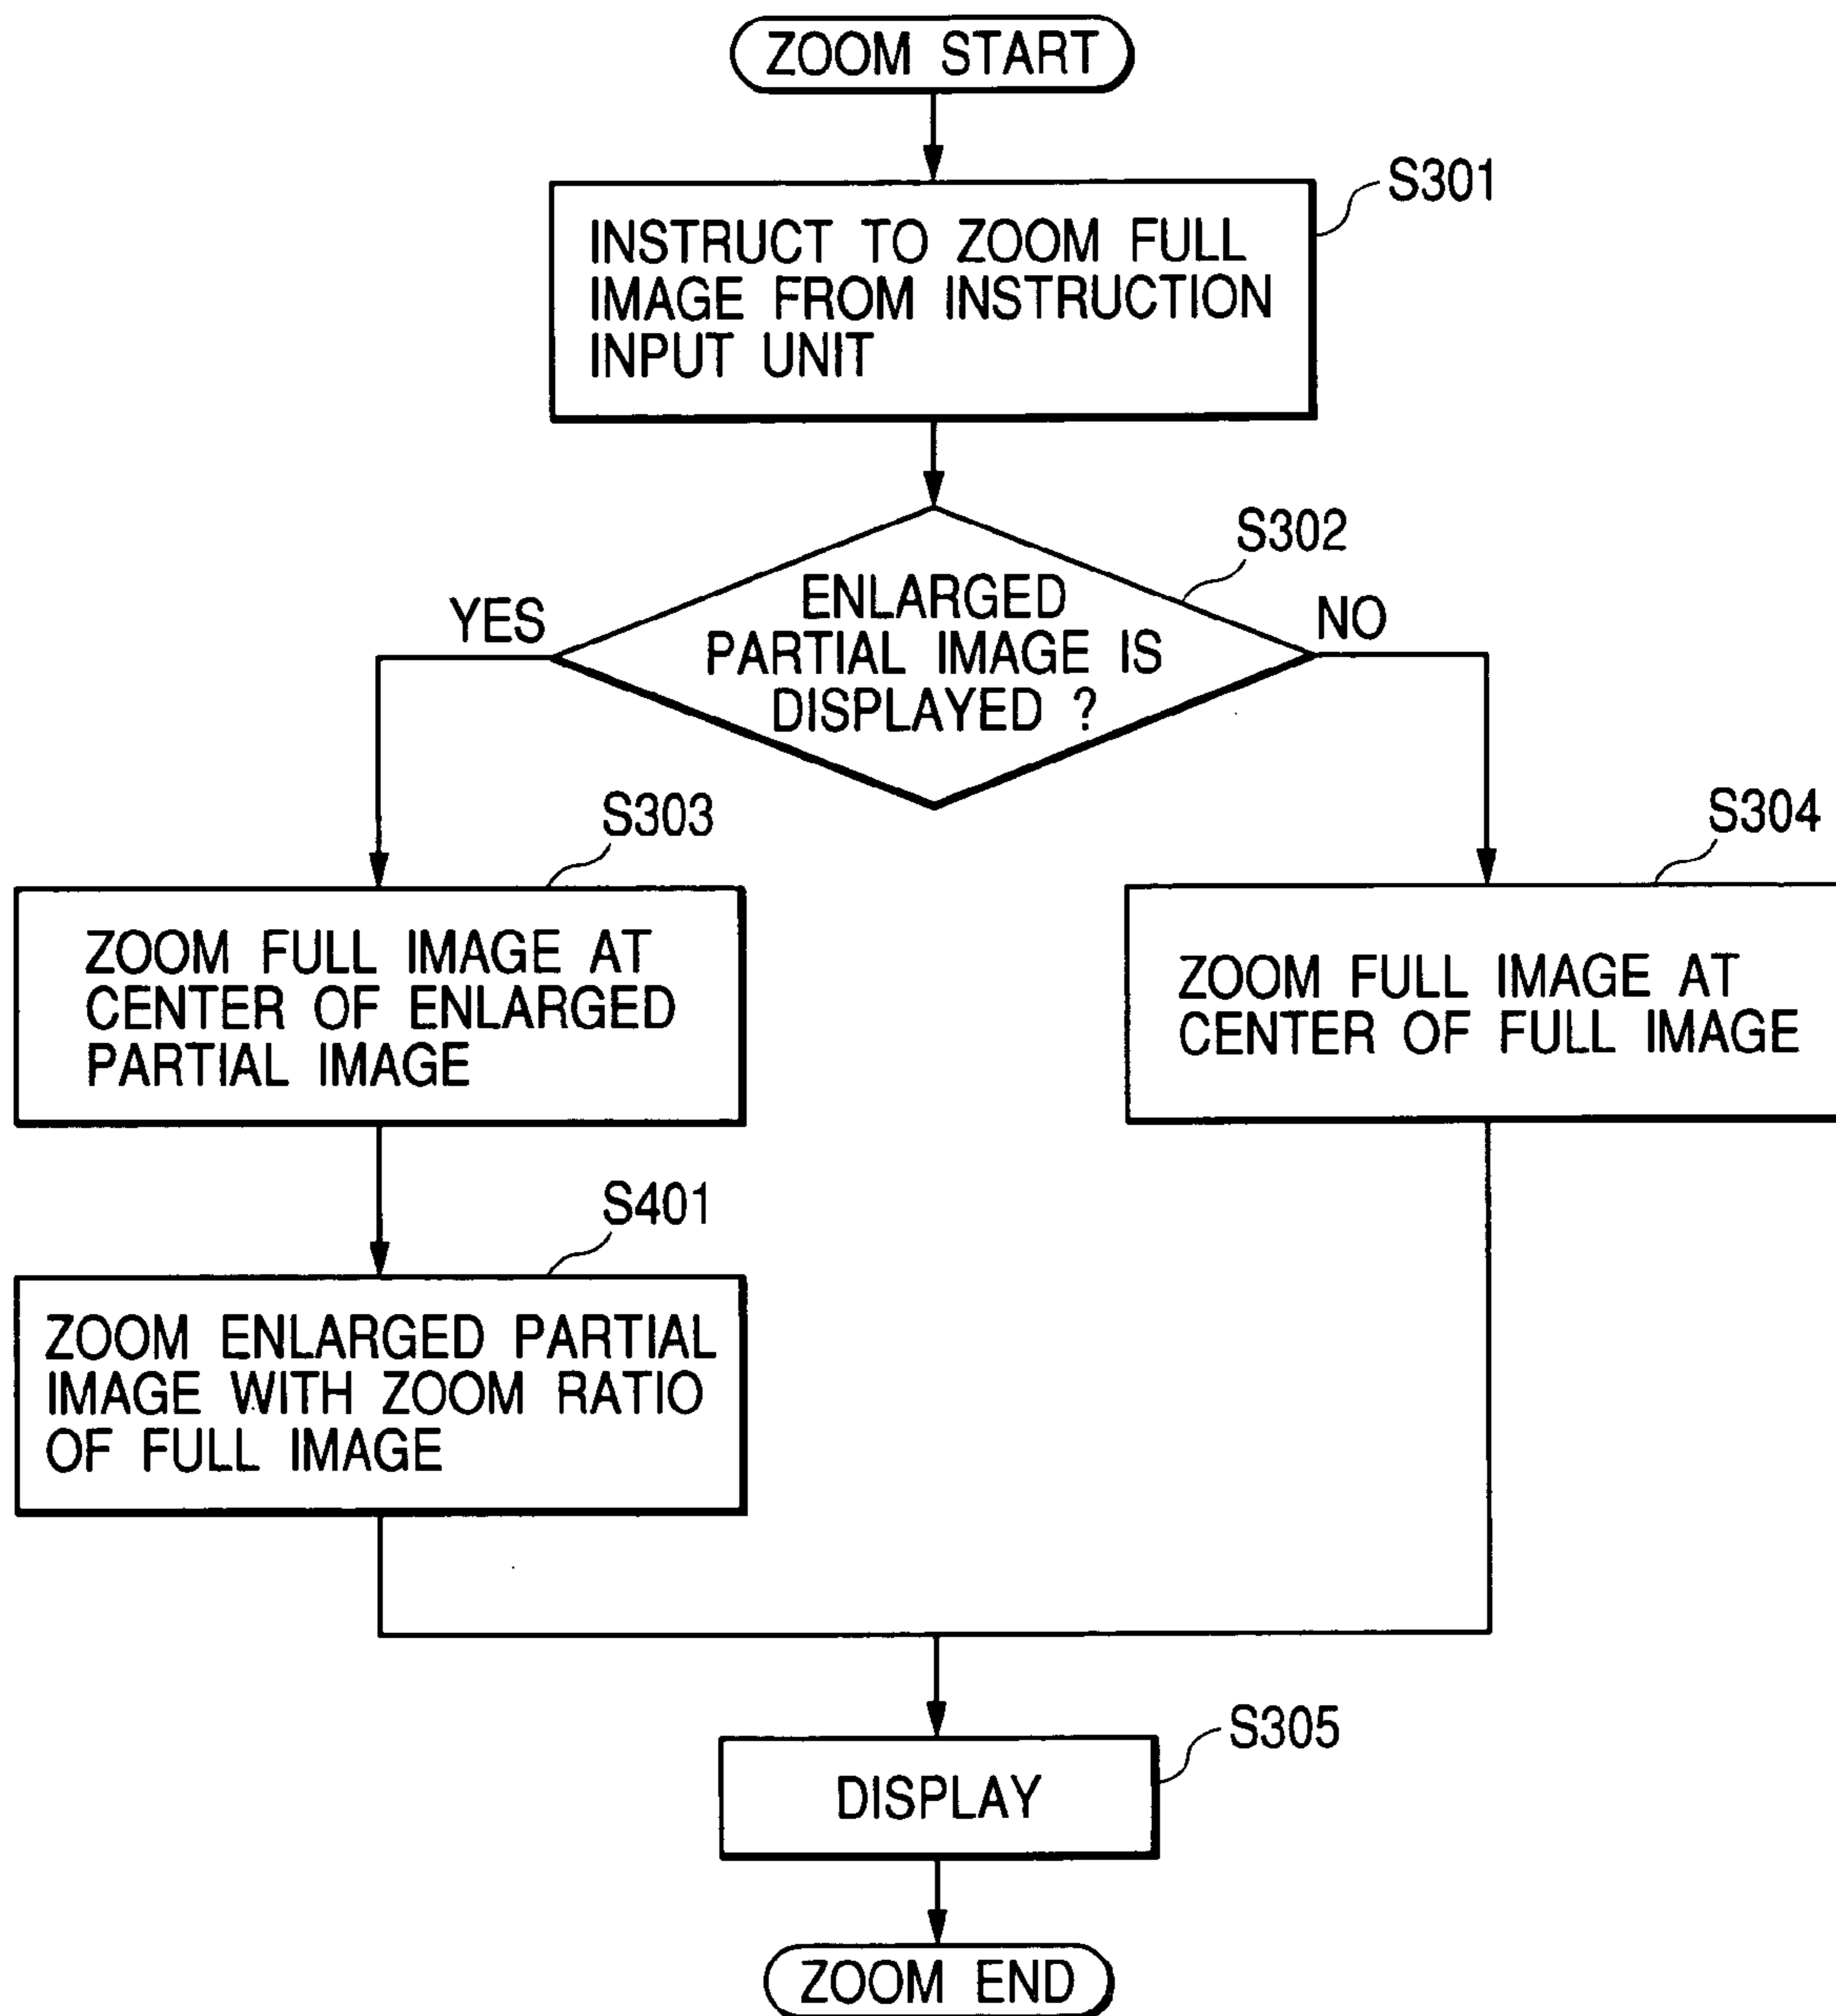 ZOOM START
S301
INSTRUCT TO ZOOM FULL
IMAGE FROM INSTRUCTION
INPUT UNIT
S302
ENLARGED
PARTIAL IMAGE IS
DISPLAYED ?
YES
NO
S303
ZOOM FULL IMAGE AT
CENTER OF ENLARGED
PARTIAL IMAGE
S304
ZOOM FULL IMAGE AT
CENTER OF FULL IMAGE
S401
ZOOM ENLARGED PARTIAL
IMAGE WITH ZOOM RATIO
OF FULL IMAGE
S305
DISPLAY
ZOOM END